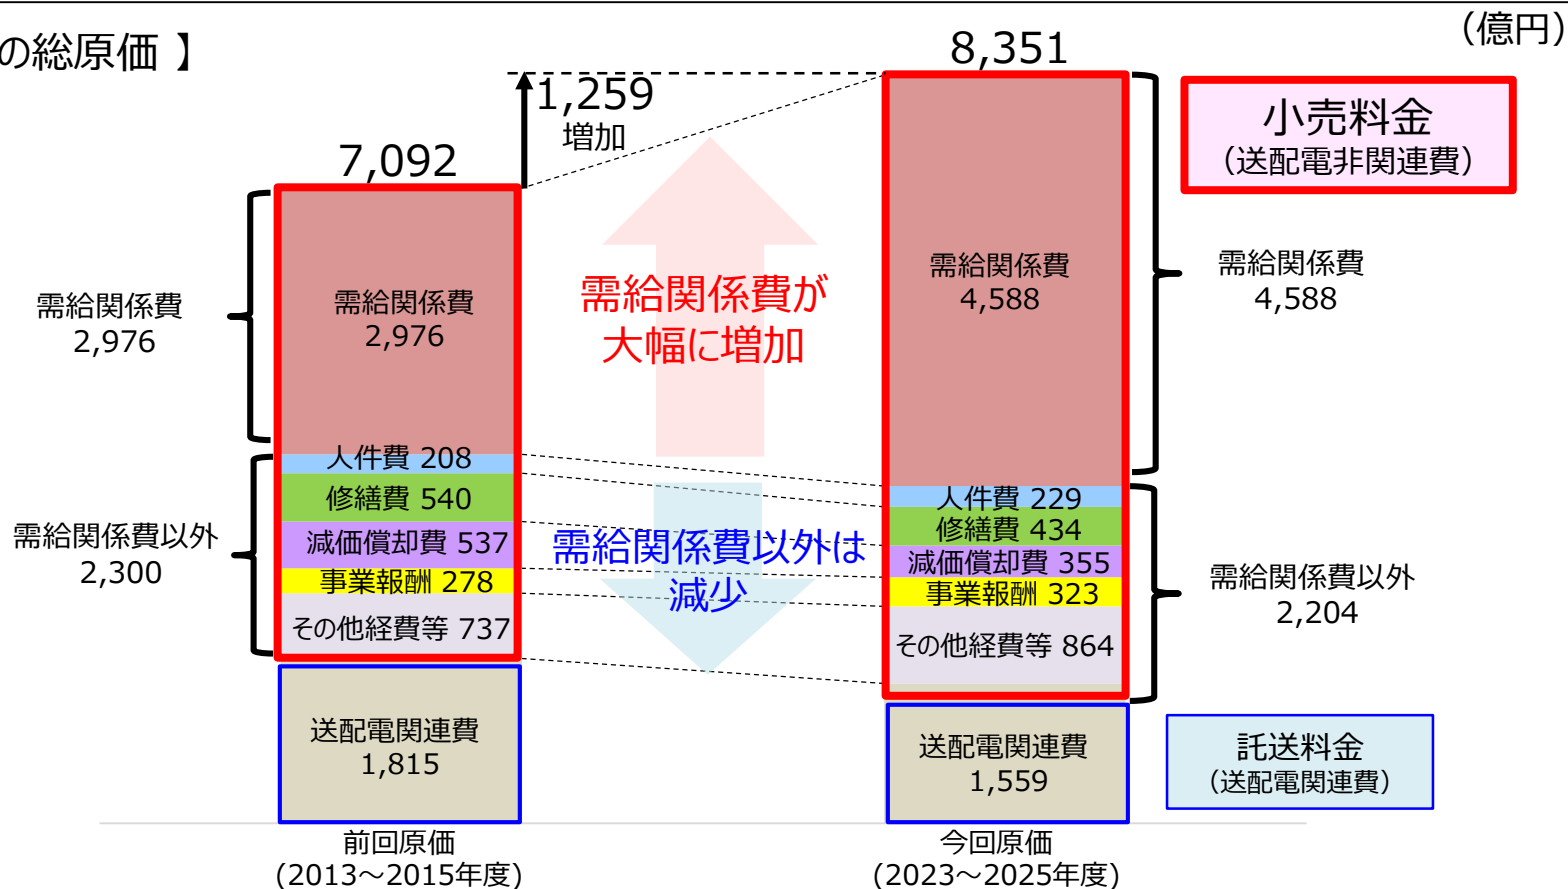 の総原価 】
（億円）
7,092
1,259
増加
8,351
小売料金
（送配電非関連費）
需給関係費
2,976
需給関係費
2,976
需給関係費が
大幅に増加
需給関係費
4,588
需給関係費
4,588
需給関係費以外
2,300
人件費 208
修繕費 540
減価償却費 537
事業報酬 278
その他経費等 737
需給関係費以外は
減少
人件費 229
修繕費 434
減価償却費 355
事業報酬 323
その他経費等 864
需給関係費以外
2,204
送配電関連費
1,815
送配電関連費
1,559
託送料金
（送配電関連費）
前回原価
(2013～2015年度)
今回原価
(2023～2025年度)